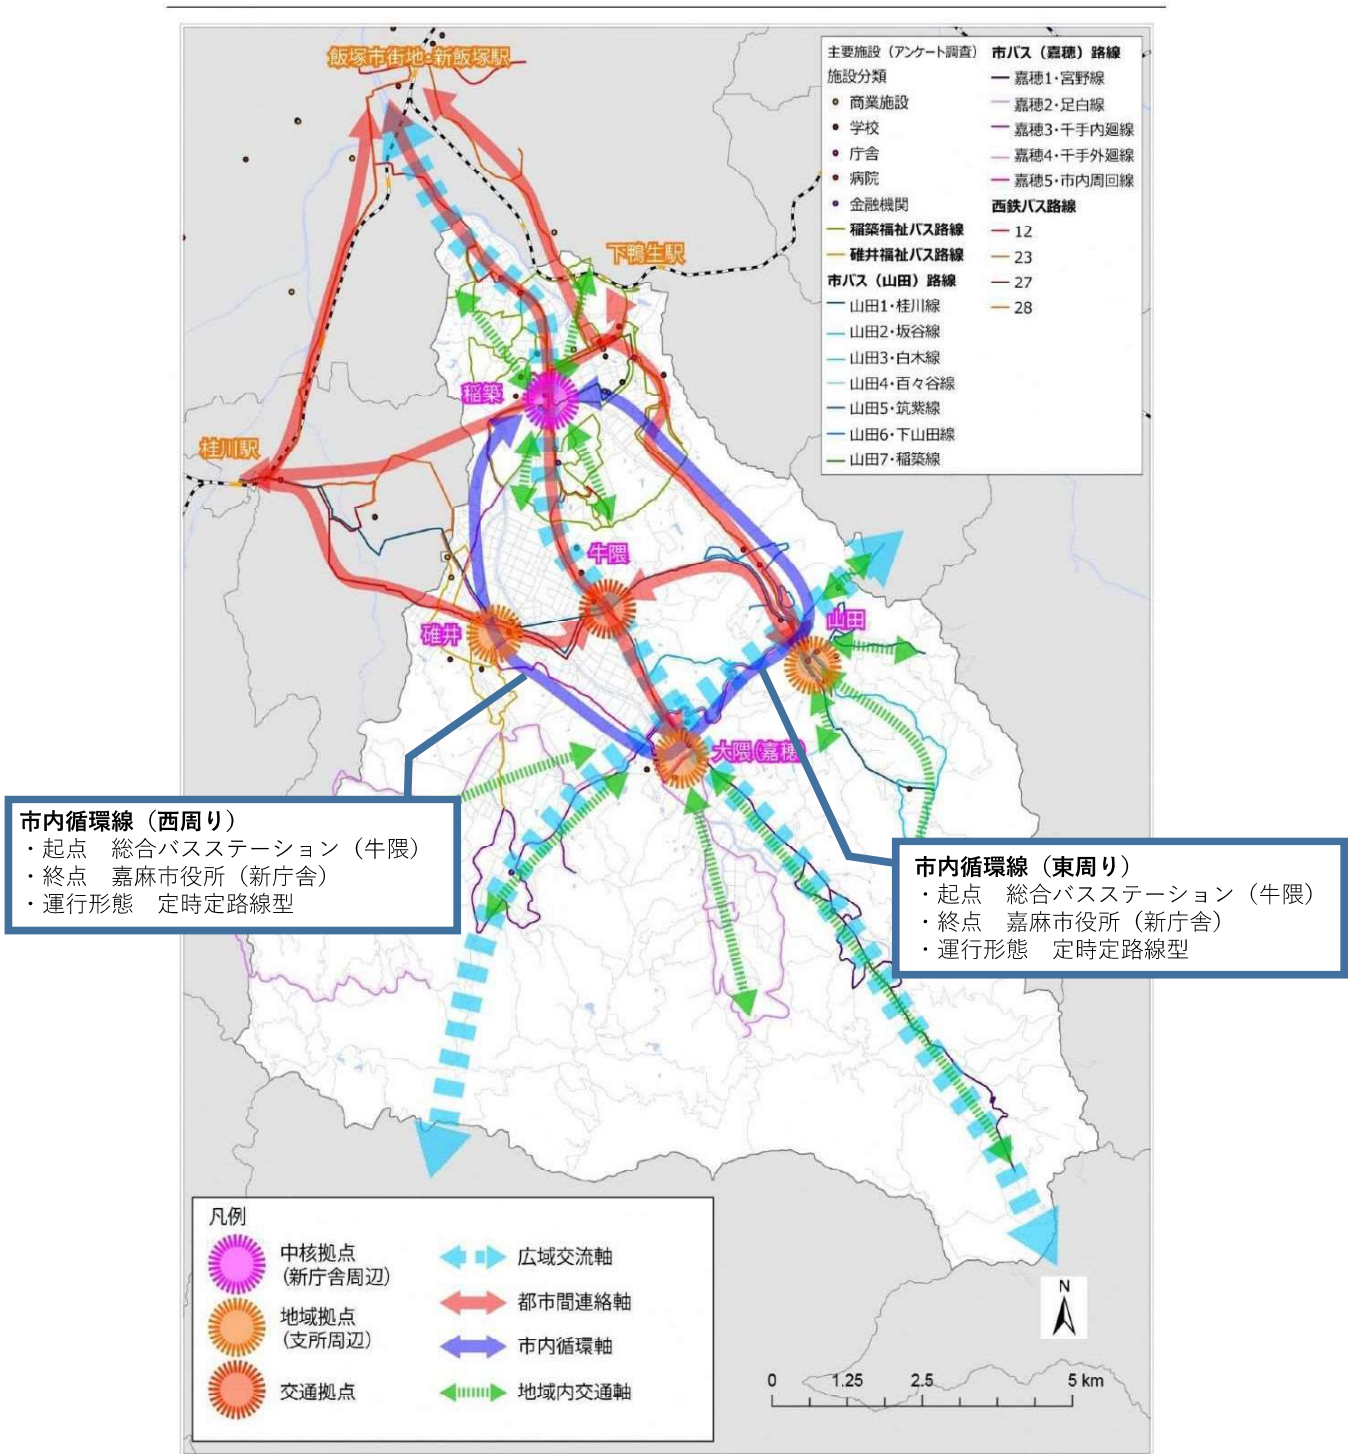 飯塚市街地・新飯塚駅
主要施設（アンケート調査）
施設分類
商業施設
学校
庁舎
病院
金融機関
稲築福祉バス路線
碓井福祉バス路線
市バス（山田）路線
山田1・桂川線
山田2・坂谷線
山田3・白木線
山田4・百々谷線
山田5・筑紫線
山田6・下山田線
山田7・稲築線
市バス（嘉穂）路線
嘉穂1・宮野線
嘉穂2・足白線
嘉穂3・千手内廻線
嘉穂4・千手外廻線
嘉穂5・市内周回線
西鉄バス路線
12
23
27
28
下鴨生駅
稲築
桂川駅
牛隈
碓井
山田
大隈(嘉穂)
市内循環線（西周り）
・起点　総合バスステーション（牛隈）
・終点　嘉麻市役所（新庁舎）
・運行形態　定時定路線型
市内循環線（東周り）
・起点　総合バスステーション（牛隈）
・終点　嘉麻市役所（新庁舎）
・運行形態　定時定路線型
凡例
中核拠点
(新庁舎周辺)
地域拠点
(支所周辺)
交通拠点
広域交流軸
都市間連絡軸
市内循環軸
地域内交通軸
N
0 1.25 2.5 5 km